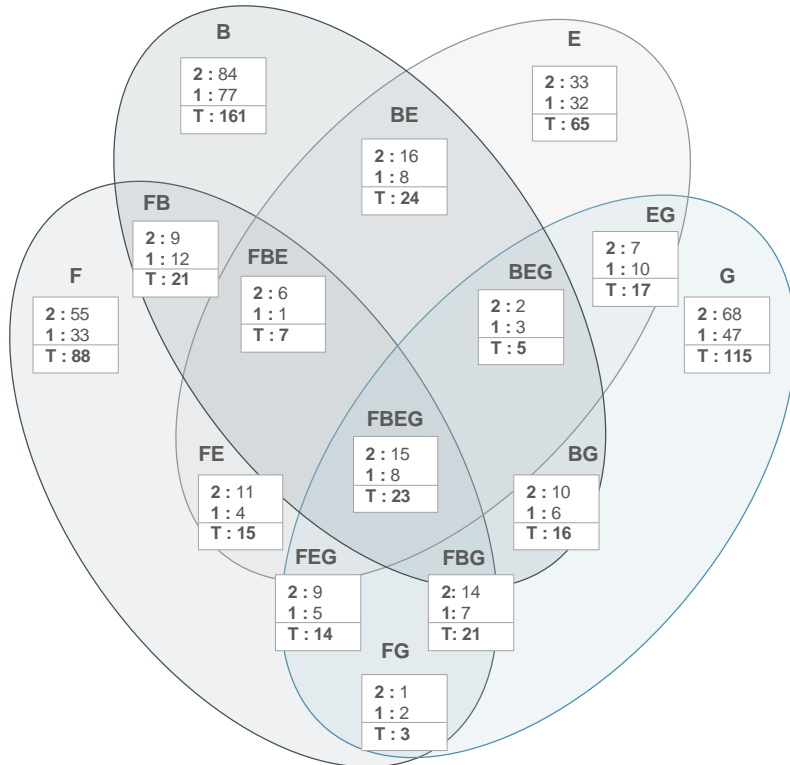 B
2 : 84
1 : 77
T : 161
E
2 : 33
1 : 32
T : 65
BE
2 : 16
1 : 8
T : 24
FB
2 : 9
1 : 12
T : 21
EG
2 : 7
1 : 10
T : 17
F
2 : 55
1 : 33
T : 88
FBE
2 : 6
1 : 1
T : 7
BEG
2 : 2
1 : 3
T : 5
G
2 : 68
1 : 47
T : 115
FBEG
2 : 15
1 : 8
T : 23
FE
2 : 11
1 : 4
T : 15
BG
2 : 10
1 : 6
T : 16
FEG
2 : 9
1 : 5
T : 14
FBG
2: 14
1: 7
T: 21
FG
2 : 1
1 : 2
T : 3